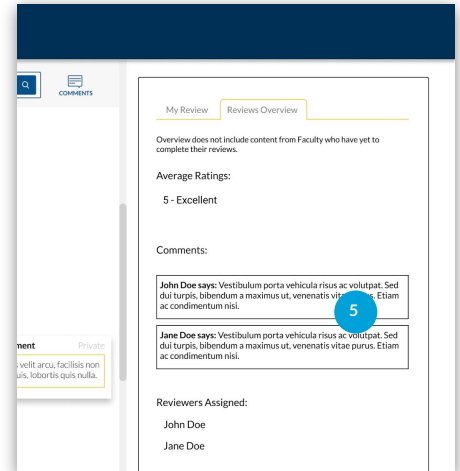 COMMENTS
My Review
Reviews Overview
Overview does not include content from Faculty who have yet to
complete their reviews.
Average Ratings:
5 - Excellent
Comments:
John Doe says: Vestibulum porta vehicula risus ac volutpat. Sed
dui turpis, bibendum a maximus ut, venenatis Etiam
ac condimentum nisi.
5
Jane Doe says: Vestibulum porta vehicula risus ac volutpat. Sed
dui turpis, bibendum a maximus ut, venenatis vitae purus. Etiam
ac condimentum nisi.
Private
velit arcu, facilisis non
lobortis quis nulla.
Reviewers Assigned:
John Doe
Jane Doe